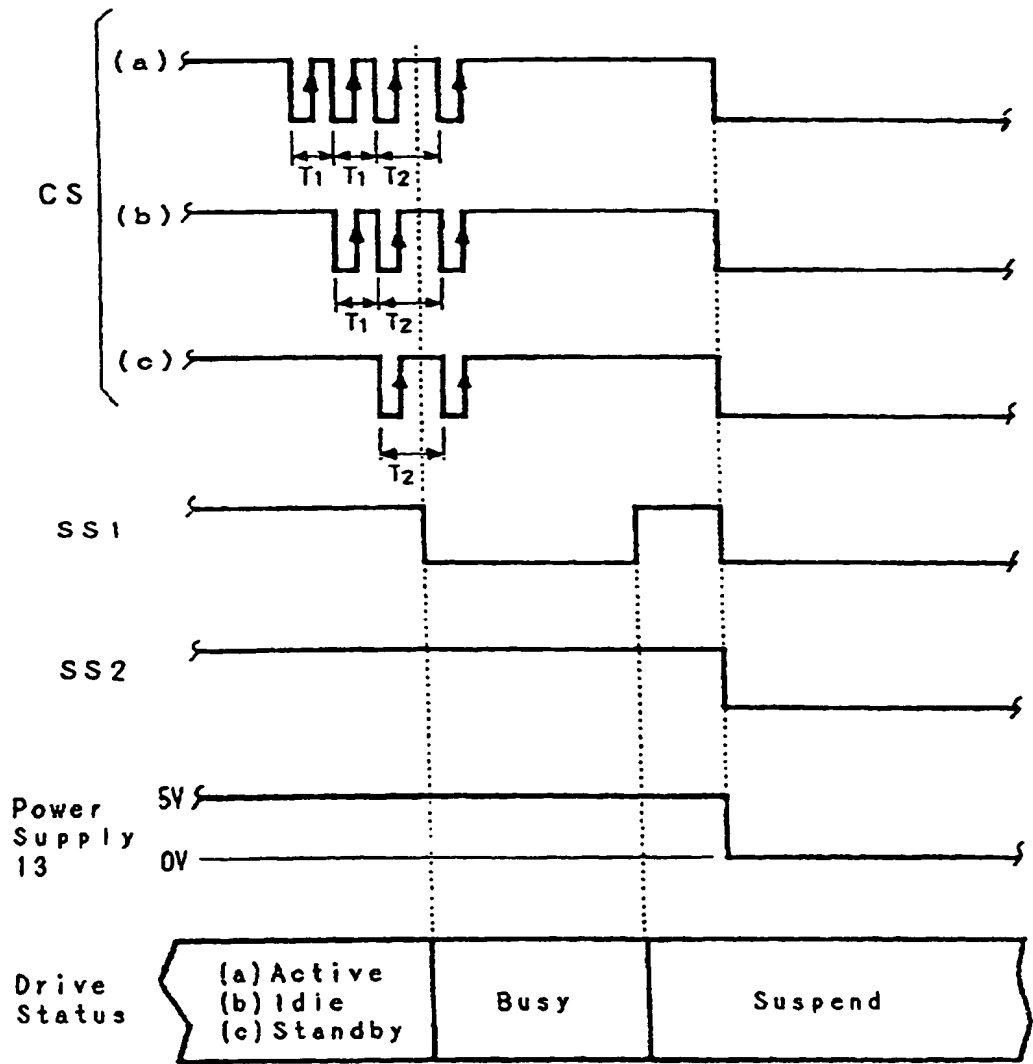 CS
(a)
T1 T1 T2
(b)
T1 T2
(c)
T2
SS1
SS2
Power
Supply
13
5V
0V
Drive
Status
(a) Active
(b) Idie
(c) Standby
Busy
Suspend